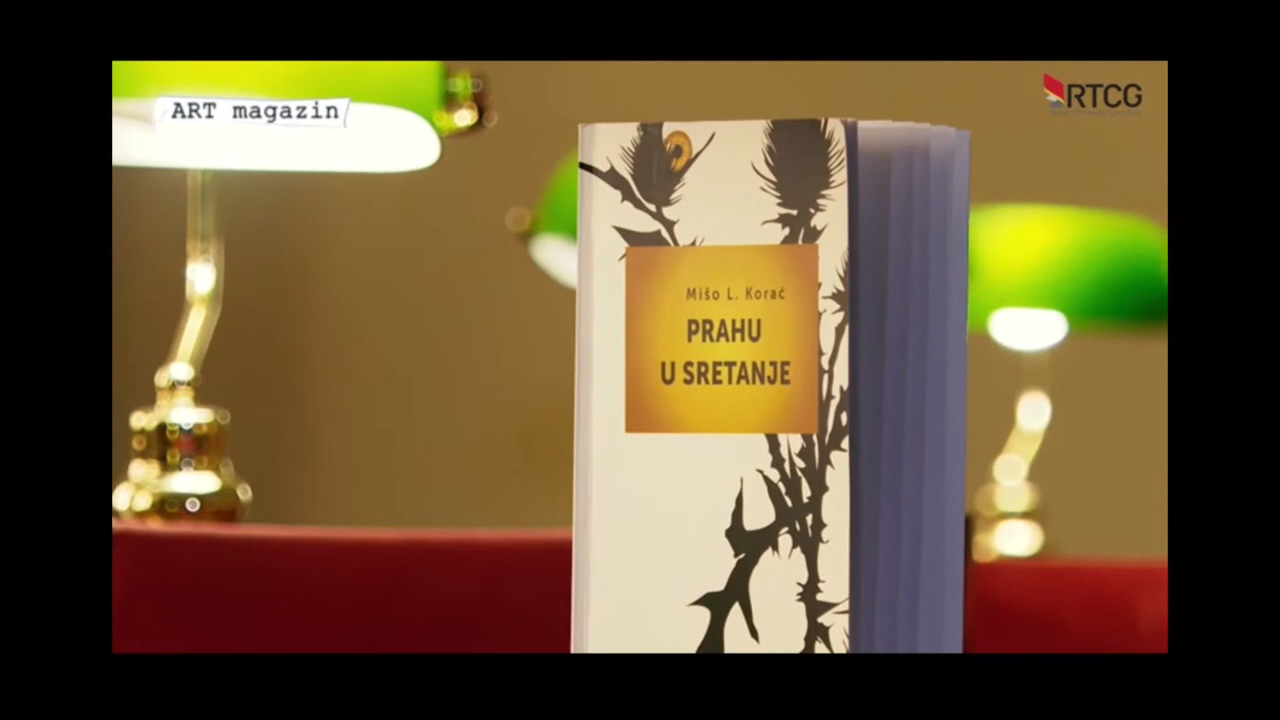 ART magazin
RTCG
Mišo L. Korać
PRAHU
U SRETANJE